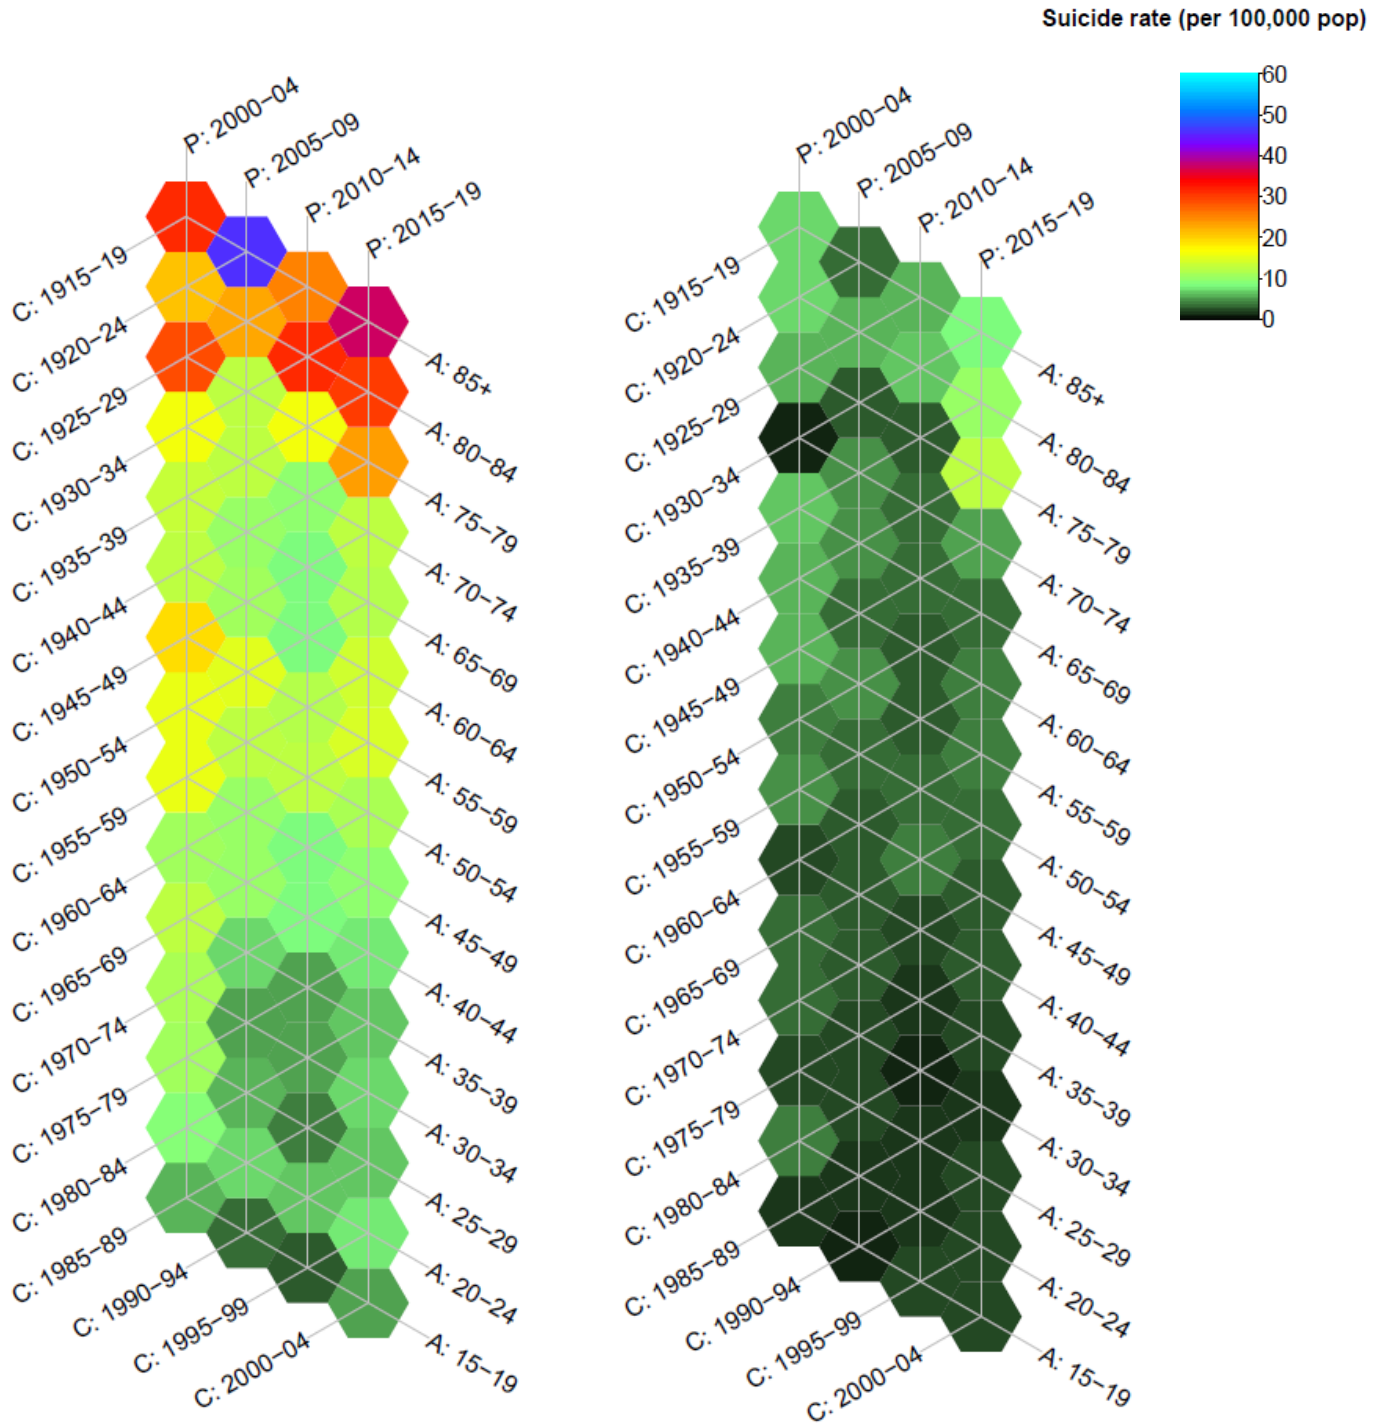 Suicide rate (per 100,000 pop)
60
50
40
30
20
10
0
P: 2000−04
P: 2005−09
P: 2010−14
P: 2015−19
C: 1915−19
C: 1920−24
C: 1925−29
C: 1930−34
C: 1935−39
C: 1940−44
C: 1945−49
C: 1950−54
C: 1955−59
C: 1960−64
C: 1965−69
C: 1970−74
C: 1975−79
C: 1980−84
C: 1985−89
C: 1990−94
C: 1995−99
C: 2000−04
A: 85+
A: 80−84
A: 75−79
A: 70−74
A: 65−69
A: 60−64
A: 55−59
A: 50−54
A: 45−49
A: 40−44
A: 35−39
A: 30−34
A: 25−29
A: 20−24
A: 15−19
P: 2000−04
P: 2005−09
P: 2010−14
P: 2015−19
C: 1915−19
C: 1920−24
C: 1925−29
C: 1930−34
C: 1935−39
C: 1940−44
C: 1945−49
C: 1950−54
C: 1955−59
C: 1960−64
C: 1965−69
C: 1970−74
C: 1975−79
C: 1980−84
C: 1985−89
C: 1990−94
C: 1995−99
C: 2000−04
A: 85+
A: 80−84
A: 75−79
A: 70−74
A: 65−69
A: 60−64
A: 55−59
A: 50−54
A: 45−49
A: 40−44
A: 35−39
A: 30−34
A: 25−29
A: 20−24
A: 15−19